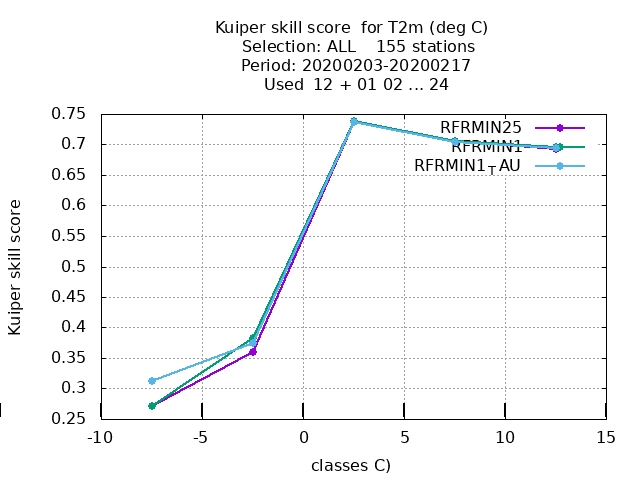 Kuiper skill score  for T2m (deg C)
Selection: ALL    155 stations
Period: 20200203-20200217
Used  12 + 01 02 ... 24
Kuiper skill score
0.75
0.7
0.65
0.6
0.55
0.5
0.45
0.4
0.35
0.3
0.25
RFRMIN25
RFRMIN1
RFRMIN1TAU
-10 -5 0 5 10 15
classes C)